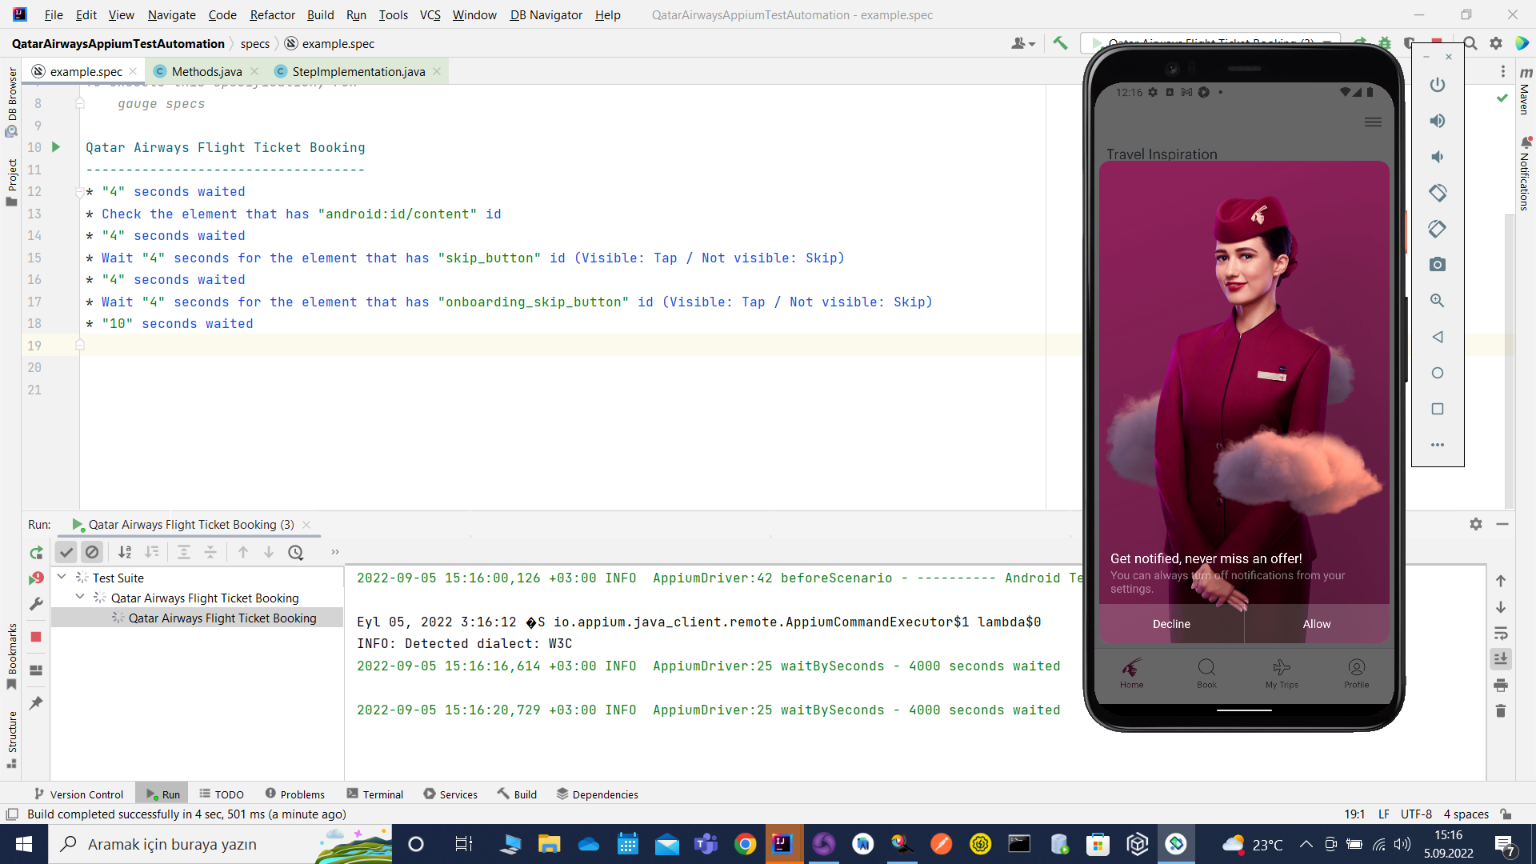 File Edit View Navigate Code Refactor Build Run Tools VCS Window DB Navigator Help QatarAirwaysAppiumTestAutomation - example.spec
QatarAirwaysAppiumTestAutomation specs example.spec
example.spec Methods.java StepImplementation.java
8 gauge specs
9
10 Qatar Airways Flight Ticket Booking
11 -----------------------------------
12 * "4" seconds waited
13 * Check the element that has "android:id/content" id
14 * "4" seconds waited
15 * Wait "4" seconds for the element that has "skip_button" id (Visible: Tap / Not visible: Skip)
16 * "4" seconds waited
17 * Wait "4" seconds for the element that has "onboarding_skip_button" id (Visible: Tap / Not visible: Skip)
18 * "10" seconds waited
19
20
21
DB Browser
Project
Bookmarks
Structure
Maven
Notifications
12:16
Travel Inspiration
Get notified, never miss an offer!
You can always turn off notifications from your
settings.
Decline Allow
Home Book My Trips Profile
Run: Qatar Airways Flight Ticket Booking (3)
Test Suite
Qatar Airways Flight Ticket Booking
Qatar Airways Flight Ticket Booking
2022-09-05 15:16:00,126 +03:00 INFO AppiumDriver:42 beforeScenario - ---------- Android Te
Eyl 05, 2022 3:16:12 �S io.appium.java_client.remote.AppiumCommandExecutor$1 lambda$0
INFO: Detected dialect: W3C
2022-09-05 15:16:16,614 +03:00 INFO AppiumDriver:25 waitBySeconds - 4000 seconds waited
2022-09-05 15:16:20,729 +03:00 INFO AppiumDriver:25 waitBySeconds - 4000 seconds waited
Version Control Run TODO Problems Terminal Services Build Dependencies
Build completed successfully in 4 sec, 501 ms (a minute ago) 19:1 LF UTF-8 4 spaces
Aramak için buraya yazın 23°C 15:16
5.09.2022 7